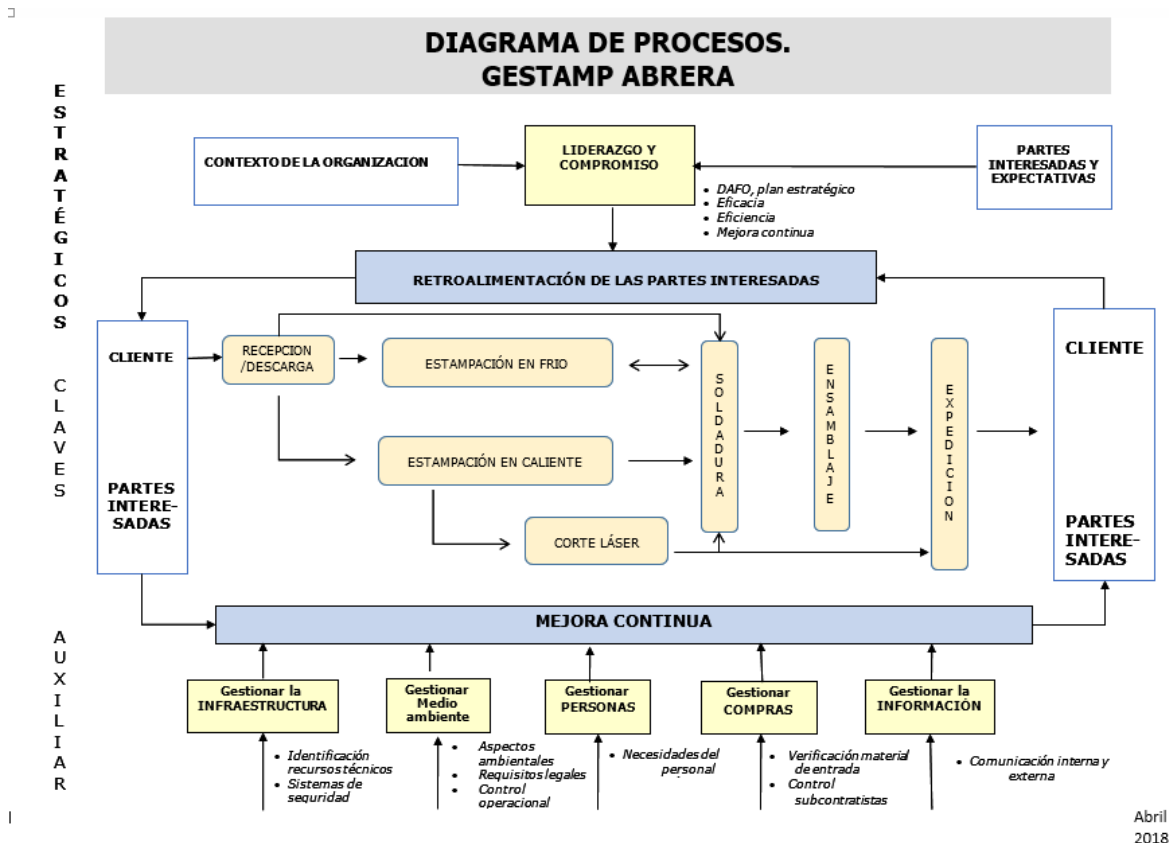 DIAGRAMA DE PROCESOS.
GESTAMP ABRERA
ESTRATÉGICOS
CONTEXTO DE LA ORGANIZACION
LIDERAZGO Y
COMPROMISO
PARTES
INTERESADAS Y
EXPECTATIVAS
• DAFO, plan estratégico
• Eficacia
• Eficiencia
• Mejora continua
RETROALIMENTACIÓN DE LAS PARTES INTERESADAS
CLAVES
CLIENTE
PARTES
INTERE-
SADAS
RECEPCION
/DESCARGA
ESTAMPACIÓN EN FRIO
ESTAMPACIÓN EN CALIENTE
CORTE LÁSER
SOLDADURA
ENSAMBLAJE
EXPEDICION
CLIENTE
PARTES
INTERE-
SADAS
AUXILIAR
MEJORA CONTINUA
Gestionar la
INFRAESTRUCTURA
Gestionar
Medio
ambiente
Gestionar
PERSONAS
Gestionar
COMPRAS
Gestionar la
INFORMACIÓN
• Identificación
recursos técnicos
• Sistemas de
seguridad
• Aspectos
ambientales
• Requisitos legales
• Control
operacional
• Necesidades del
personal
• Verificación material
de entrada
• Control
subcontratistas
• Comunicación interna y
externa
Abril
2018